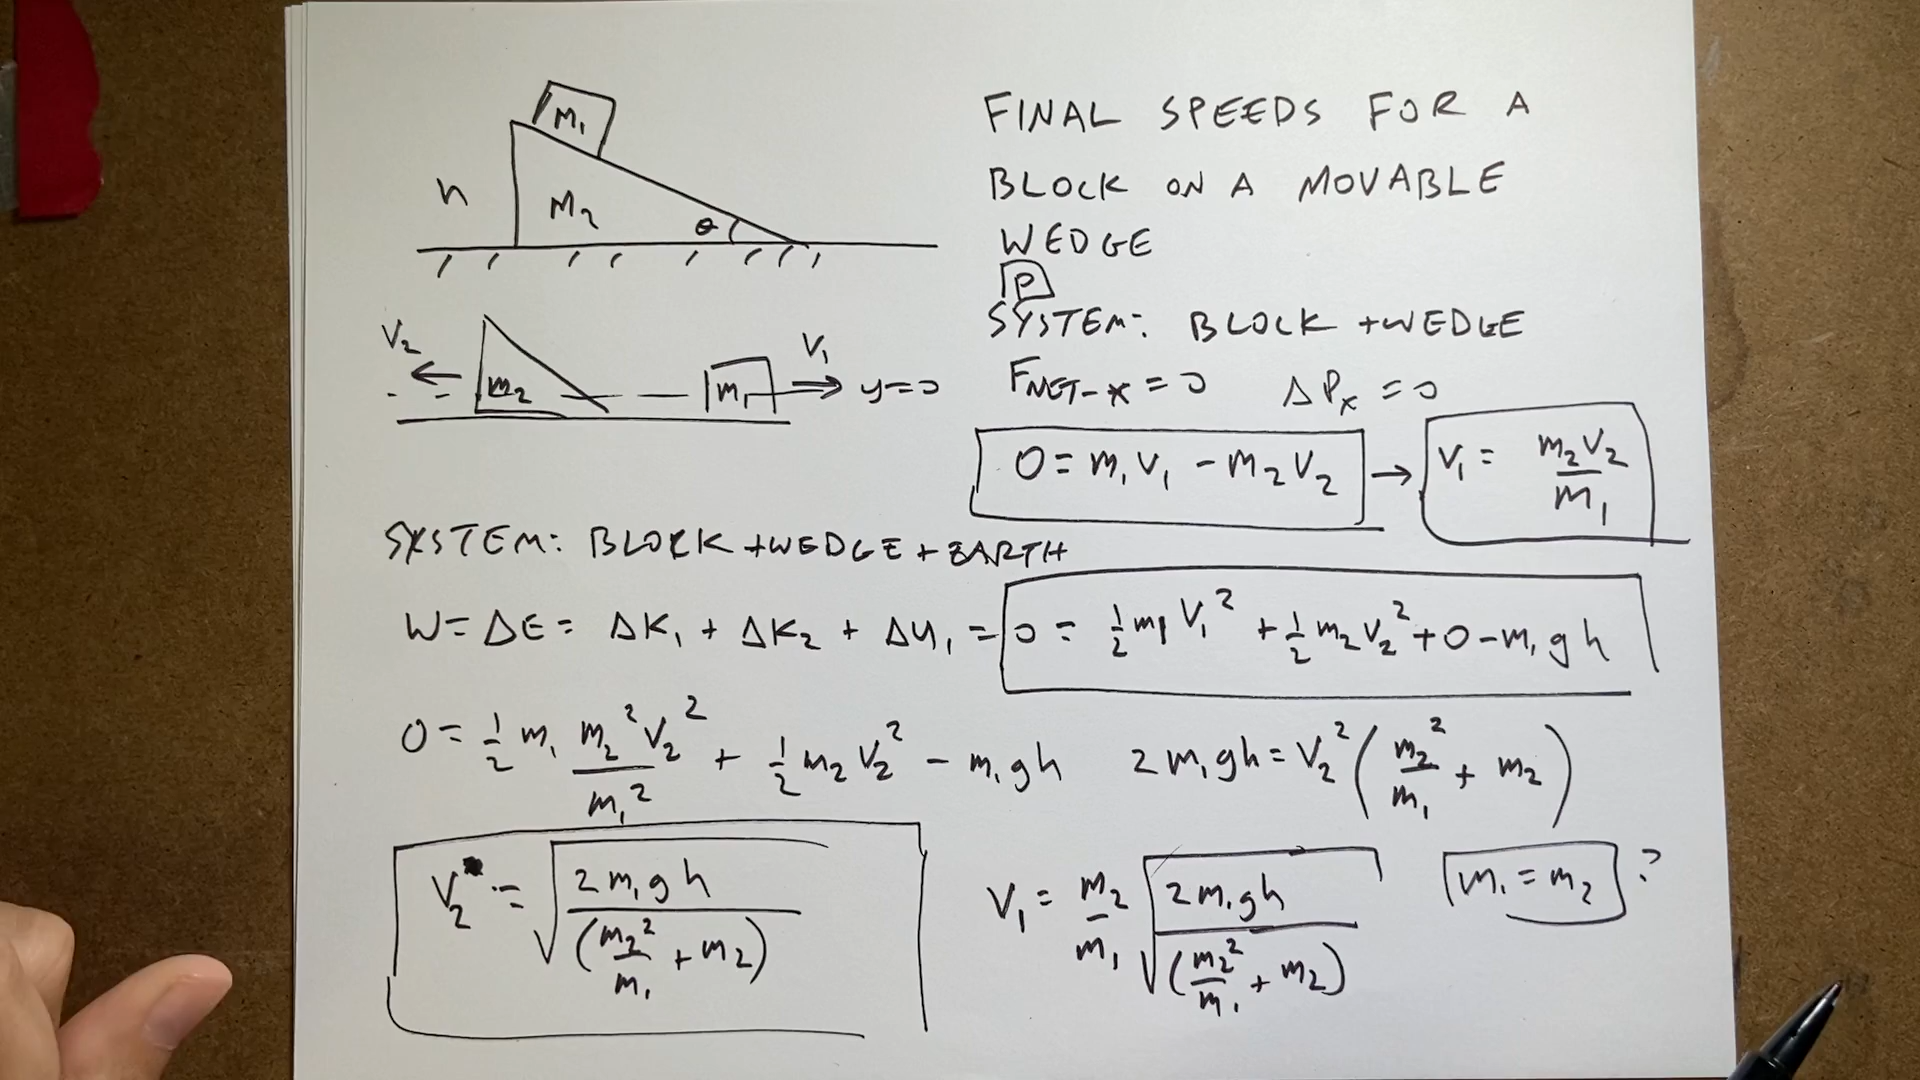 FINAL SPEEDS FOR A
BLOCK ON A MOVABLE
WEDGE
M₁
h
M₂
θ
P
SYSTEM: BLOCK + WEDGE
F_NET-x = 0  ΔPₓ = 0
V₂
m₂
m₁
V₁
y=0
0 = m₁V₁ - m₂V₂ → V₁ = m₂V₂/m₁
SYSTEM: BLOCK + WEDGE + EARTH
W = ΔE = ΔK₁ + ΔK₂ + ΔU₁ = 0 = ½m₁V₁² + ½m₂V₂² + 0 - m₁gh
0 = ½m₁ m₂²V₂²/m₁² + ½m₂V₂² - m₁gh  2m₁gh = V₂²(m₂²/m₁ + m₂)
V₂ = √(2m₁gh/(m₂²/m₁ + m₂))  V₁ = m₂/m₁ √(2m₁gh/(m₂²/m₁ + m₂))  m₁ = m₂ ?